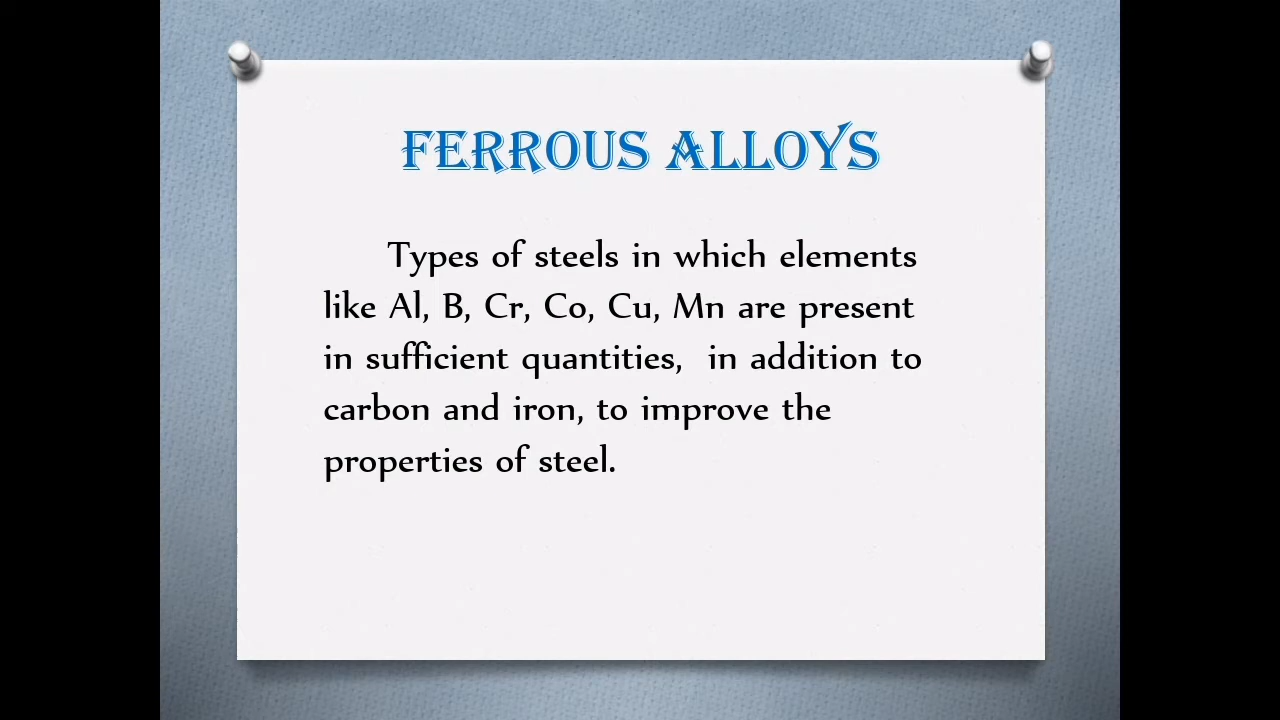 FERROUS ALLOYS
Types of steels in which elements
like Al, B, Cr, Co, Cu, Mn are present
in sufficient quantities,  in addition to
carbon and iron, to improve the
properties of steel.